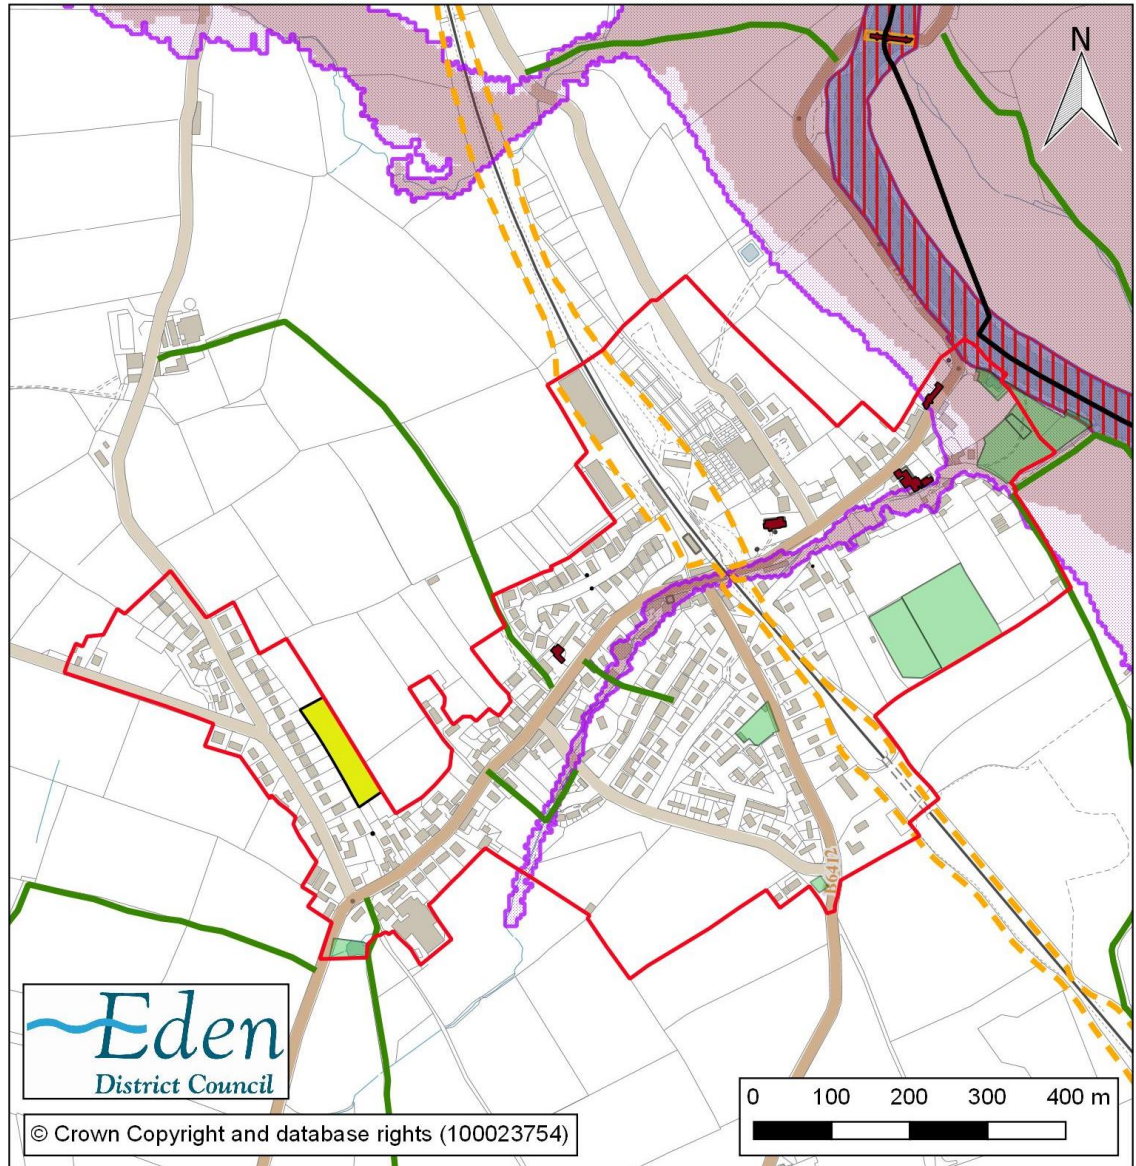 N
B6412
Eden
District Council
© Crown Copyright and database rights (100023754)
0 100 200 300 400 m